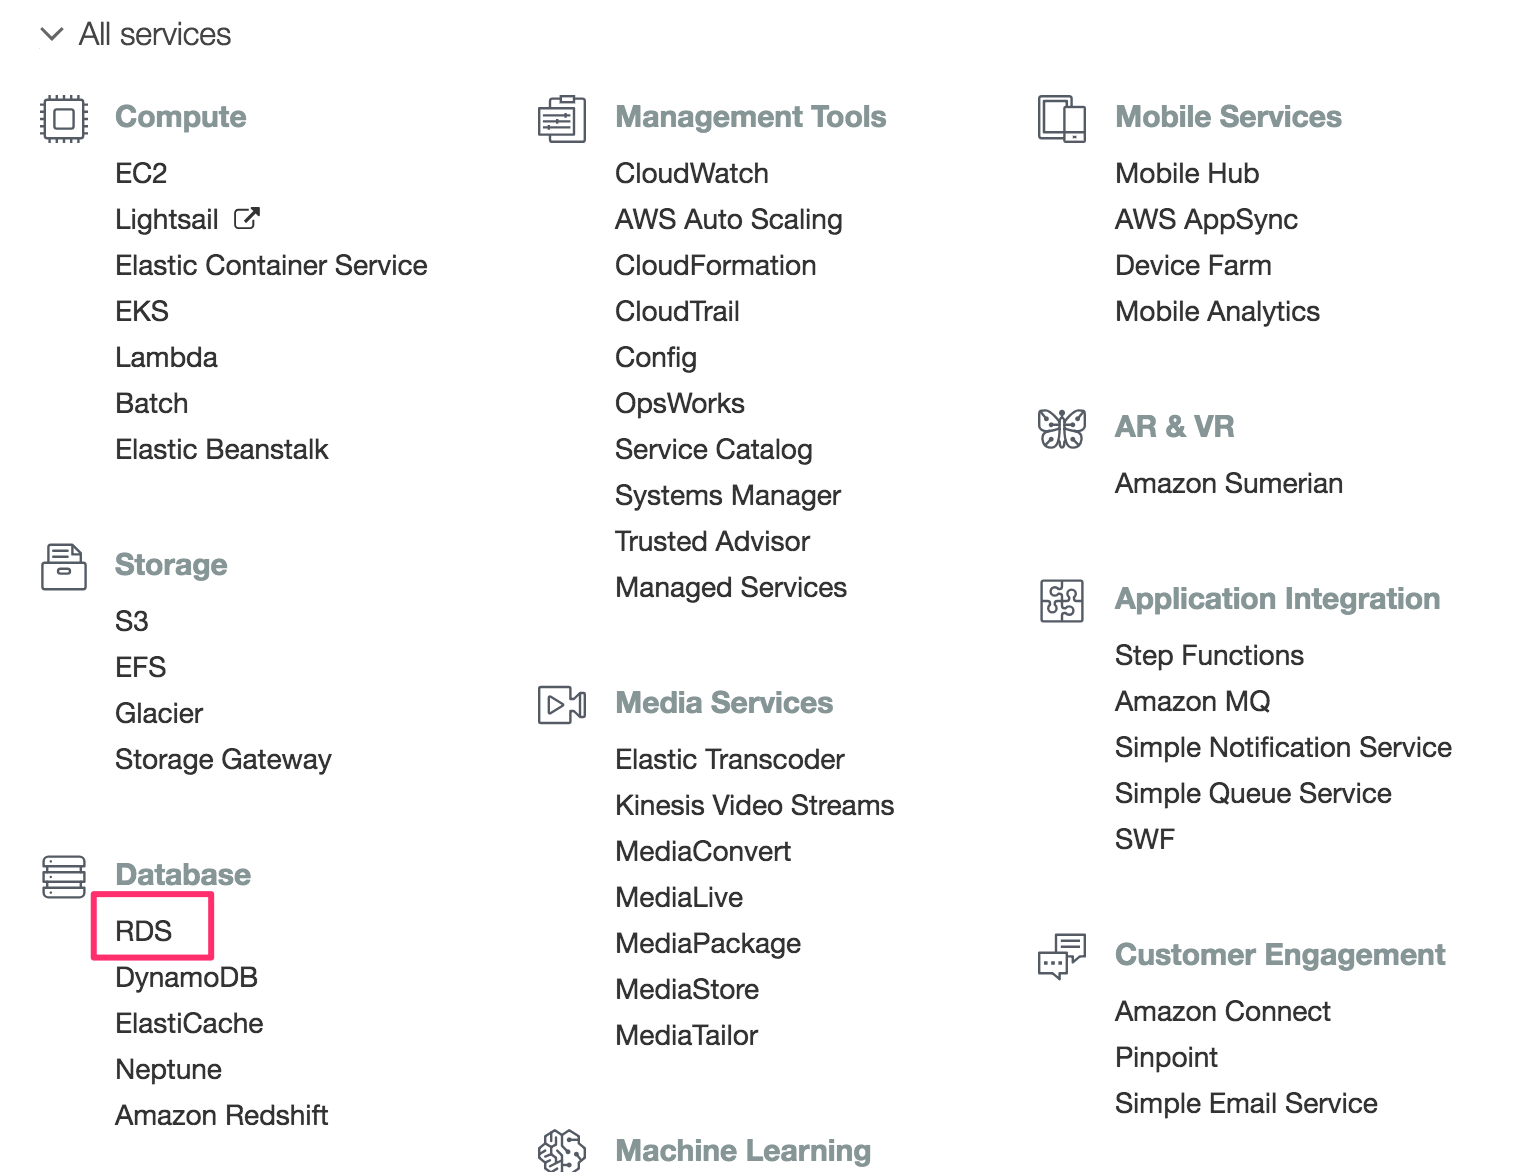 All services
Compute
EC2
Lightsail
Elastic Container Service
EKS
Lambda
Batch
Elastic Beanstalk
Storage
S3
EFS
Glacier
Storage Gateway
Database
RDS
DynamoDB
ElastiCache
Neptune
Amazon Redshift
Management Tools
CloudWatch
AWS Auto Scaling
CloudFormation
CloudTrail
Config
OpsWorks
Service Catalog
Systems Manager
Trusted Advisor
Managed Services
Media Services
Elastic Transcoder
Kinesis Video Streams
MediaConvert
MediaLive
MediaPackage
MediaStore
MediaTailor
Machine Learning
Mobile Services
Mobile Hub
AWS AppSync
Device Farm
Mobile Analytics
AR & VR
Amazon Sumerian
Application Integration
Step Functions
Amazon MQ
Simple Notification Service
Simple Queue Service
SWF
Customer Engagement
Amazon Connect
Pinpoint
Simple Email Service